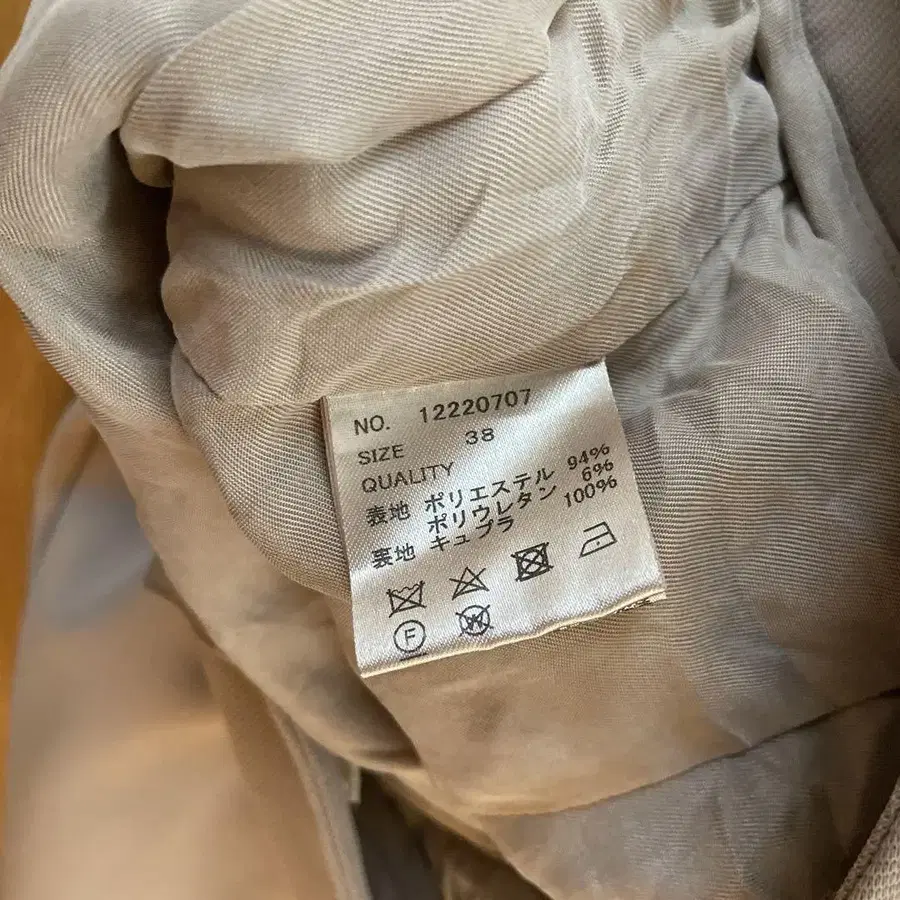 NO. 12220707
SIZE 38
QUALITY
表地 ポリエステル 94%
ポリウレタン 6%
裏地 キュプラ 100%
F W